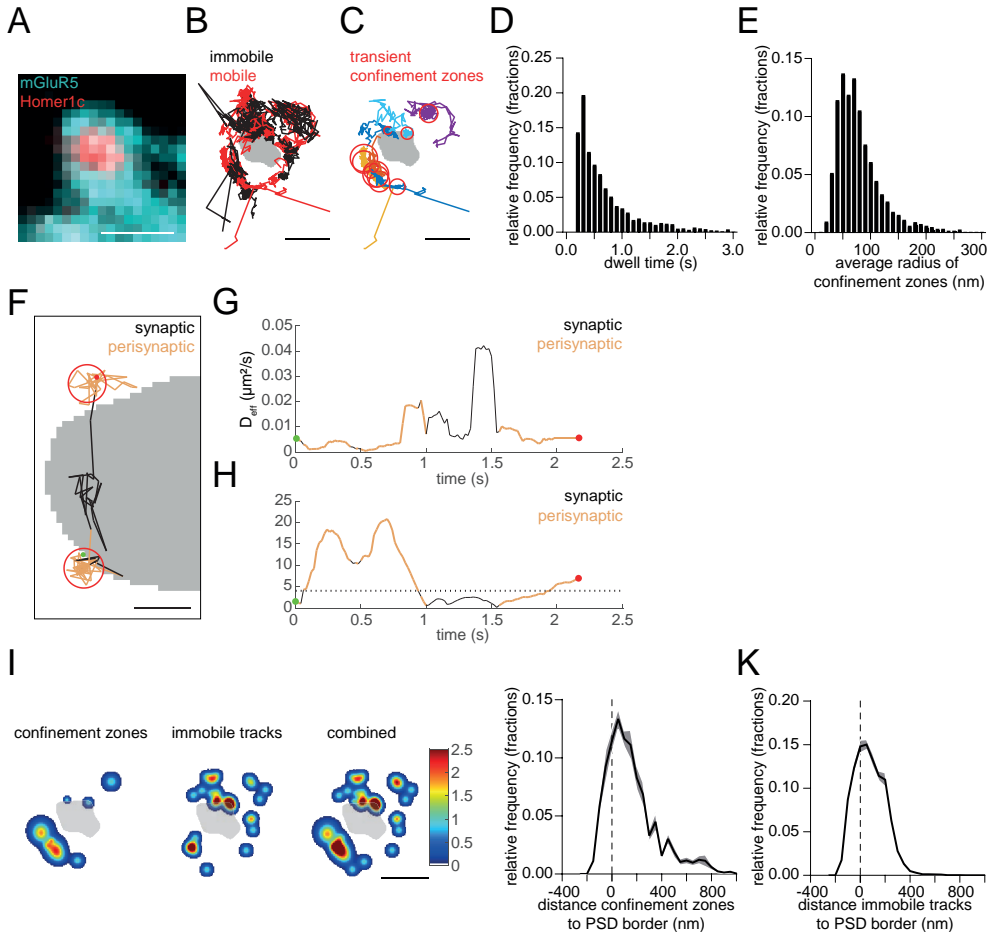 A
mGluR5
Homer1c
B
immobile
mobile
C
transient
confinement zones
D
relative frequency (fractions)
0.25
0.20
0.15
0.10
0.05
0.00
0.0
1.0
2.0
3.0
dwell time (s)
E
relative frequency (fractions)
0.15
0.10
0.05
0.00
0
100
200
300
average radius of
confinement zones (nm)
F
synaptic
perisynaptic
G
synaptic
perisynaptic
Deff (μm²/s)
0.05
0.04
0.03
0.02
0.01
0
0
0.5
1
1.5
2
2.5
time (s)
H
synaptic
perisynaptic
25
20
15
10
5
0
0
0.5
1
1.5
2
2.5
time (s)
I
confinement zones
immobile tracks
combined
2.5
2
1.5
1
0.5
0
relative frequency (fractions)
0.15
0.10
0.05
0.00
-400
0
400
800
distance confinement zones
to PSD border (nm)
K
relative frequency (fractions)
0.20
0.15
0.10
0.05
0.00
-400
0
400
800
distance immobile tracks
to PSD border (nm)